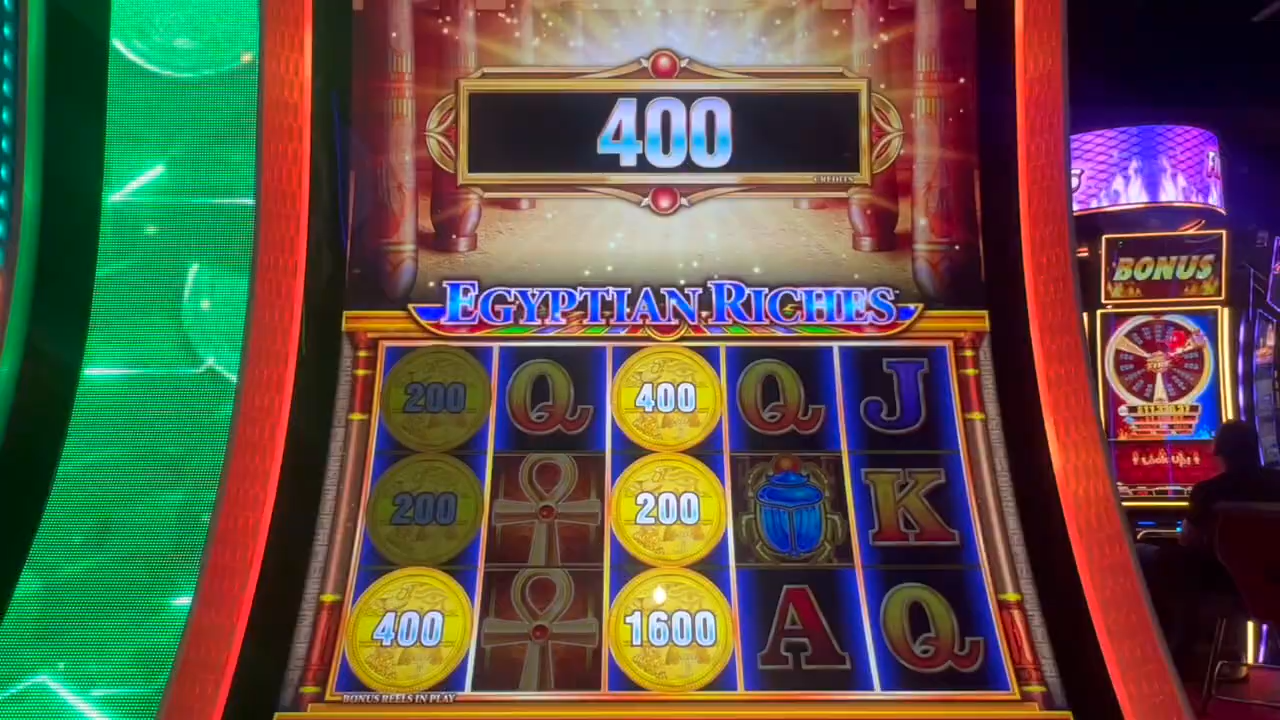 400
CREDITS
EGYPTIAN RICHES
200 Q 400 Q J
200 200 K
400 1600 A Q
BONUS REELS IN PLAY
BONUS